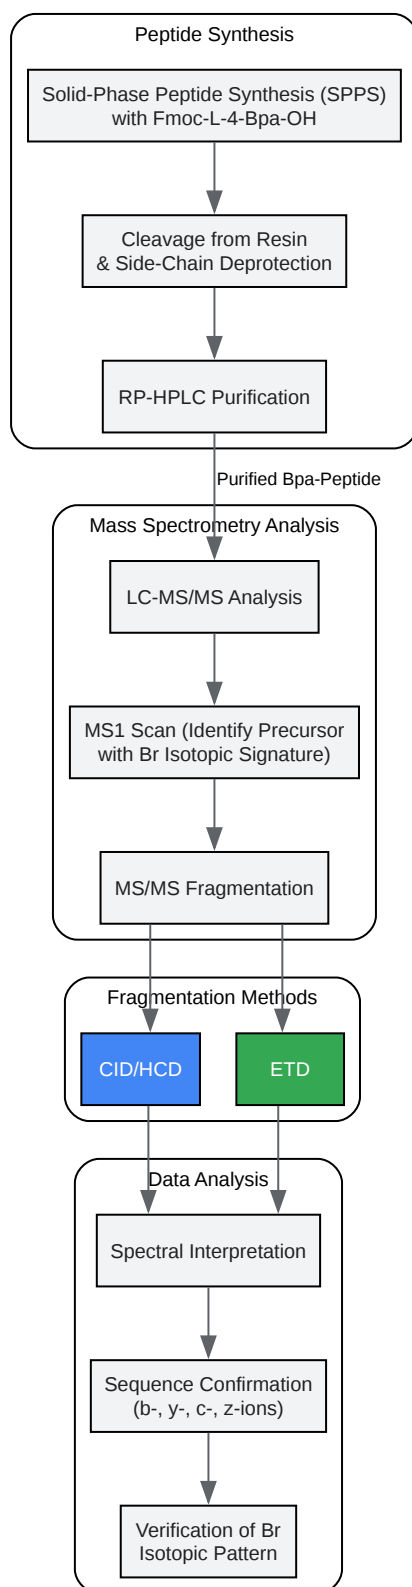 Peptide Synthesis
Solid-Phase Peptide Synthesis (SPPS)
with Fmoc-L-4-Bpa-OH
Cleavage from Resin
& Side-Chain Deprotection
RP-HPLC Purification
Purified Bpa-Peptide
Mass Spectrometry Analysis
LC-MS/MS Analysis
MS1 Scan (Identify Precursor
with Br Isotopic Signature)
MS/MS Fragmentation
Fragmentation Methods
CID/HCD
ETD
Data Analysis
Spectral Interpretation
Sequence Confirmation
(b-, y-, c-, z-ions)
Verification of Br
Isotopic Pattern